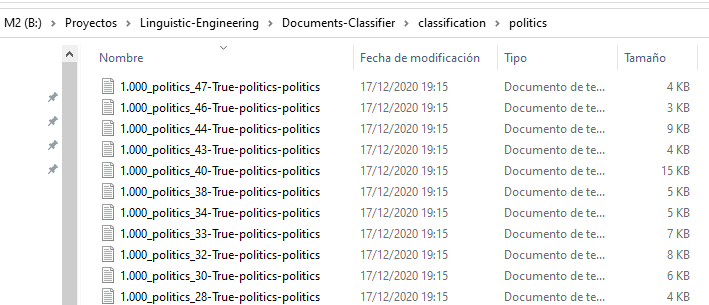 M2 (B:) > Proyectos > Linguistic-Engineering > Documents-Classifier > classification > politics
Nombre Fecha de modificación Tipo Tamaño
1.000_politics_47-True-politics-politics 17/12/2020 19:15 Documento de te... 4 KB
1.000_politics_46-True-politics-politics 17/12/2020 19:15 Documento de te... 3 KB
1.000_politics_44-True-politics-politics 17/12/2020 19:15 Documento de te... 9 KB
1.000_politics_43-True-politics-politics 17/12/2020 19:15 Documento de te... 4 KB
1.000_politics_40-True-politics-politics 17/12/2020 19:15 Documento de te... 15 KB
1.000_politics_38-True-politics-politics 17/12/2020 19:15 Documento de te... 5 KB
1.000_politics_34-True-politics-politics 17/12/2020 19:15 Documento de te... 5 KB
1.000_politics_33-True-politics-politics 17/12/2020 19:15 Documento de te... 7 KB
1.000_politics_32-True-politics-politics 17/12/2020 19:15 Documento de te... 8 KB
1.000_politics_30-True-politics-politics 17/12/2020 19:15 Documento de te... 6 KB
1.000_politics_28-True-politics-politics 17/12/2020 19:15 Documento de te... 4 KB